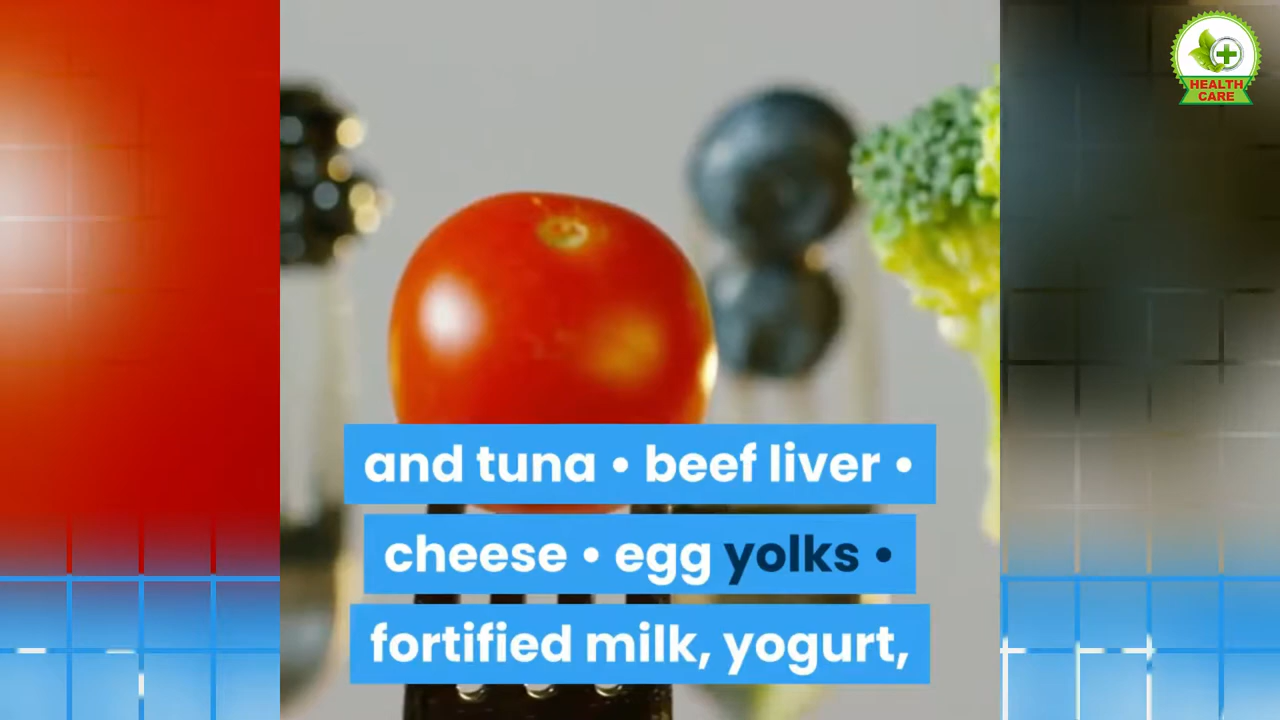 HEALTH
CARE
and tuna • beef liver •
cheese • egg yolks •
fortified milk, yogurt,